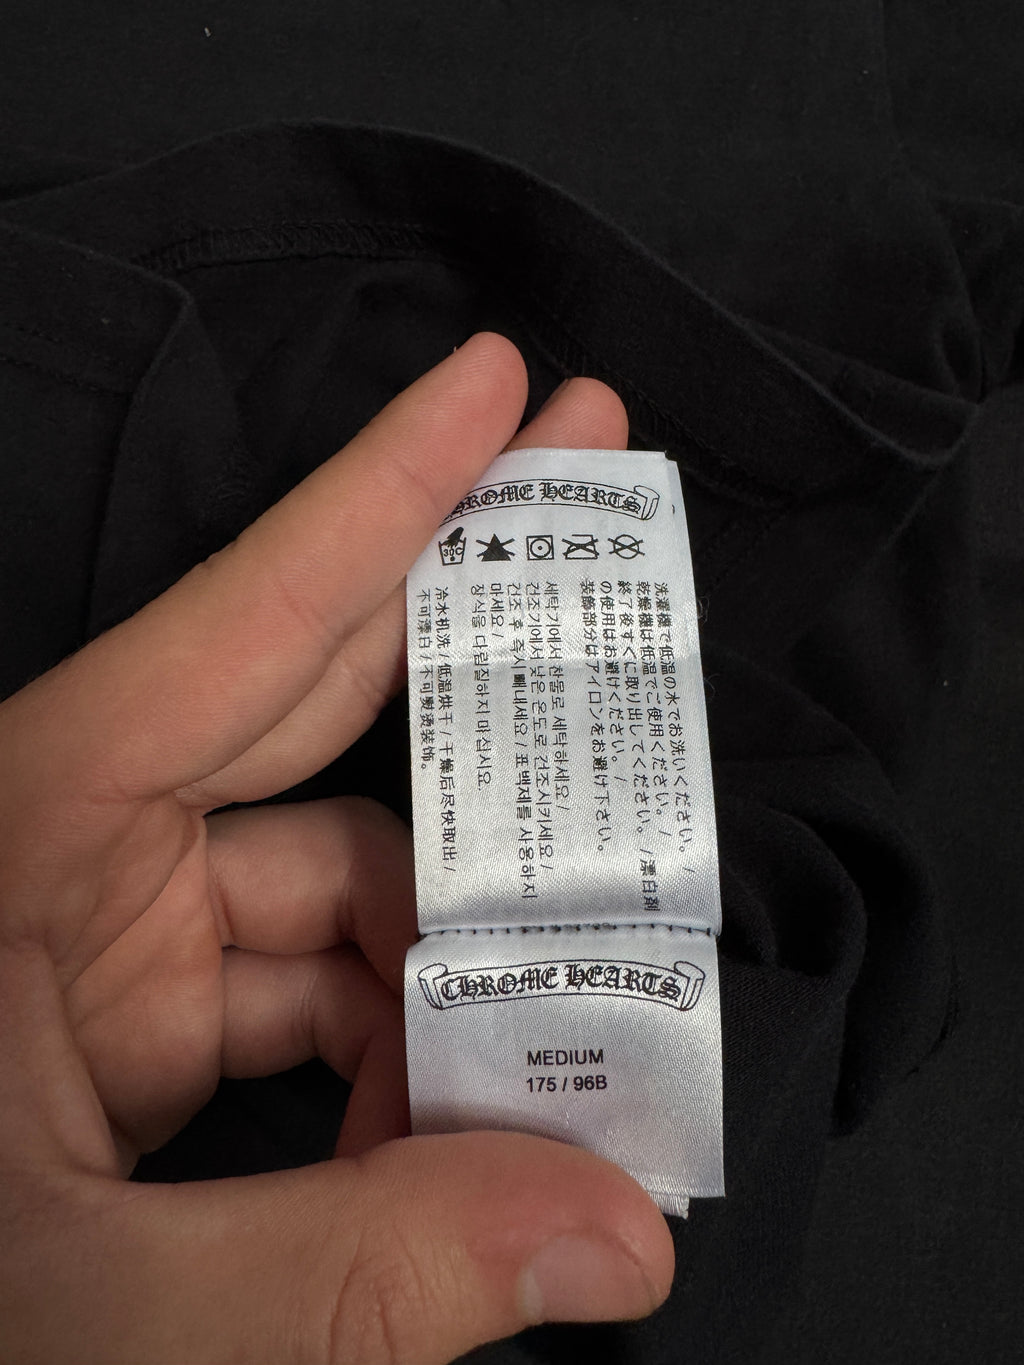 HROME HEARTS
30C
洗濯機で低温の水でお洗いください。 /
乾燥機は低温でご使用ください。 /
終了後すぐに取り出してください。 / 漂白剤
の使用はお避けください。 /
装飾部分はアイロンをお避け下さい。
세탁기에서 찬물로 세탁하세요 /
건조기에서 낮은 온도로 건조시키세요 /
건조 후 즉시 빼내세요 / 표백제를 사용하지
마세요 /
장식을 다림질하지 마십시오.
冷水机洗 / 低温烘干 / 干燥后尽快取出 /
不可漂白 / 不可熨烫装饰。
CHROME HEARTS
MEDIUM
175 / 96B